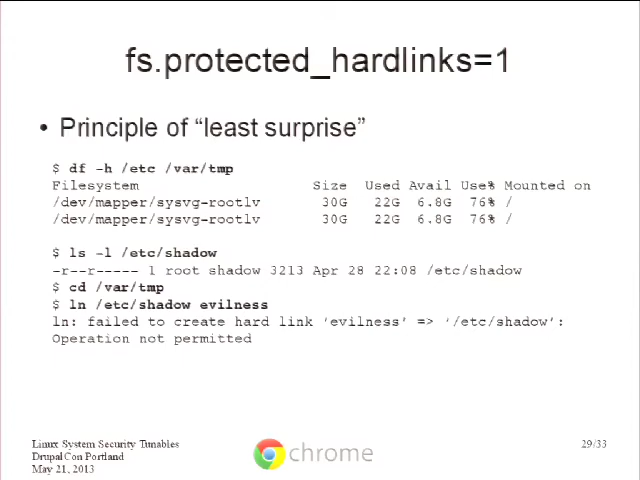 fs.protected_hardlinks=1
• Principle of “least surprise”
$ df -h /etc /var/tmp
Filesystem Size Used Avail Use% Mounted on
/dev/mapper/sysvg-rootlv 30G 22G 6.8G 76% /
/dev/mapper/sysvg-rootlv 30G 22G 6.8G 76% /
$ ls -l /etc/shadow
-r--r----- 1 root shadow 3213 Apr 28 22:08 /etc/shadow
$ cd /var/tmp
$ ln /etc/shadow evilness
ln: failed to create hard link ‘evilness’ => ‘/etc/shadow’:
Operation not permitted
Linux System Security Tunables
DrupalCon Portland
May 21, 2013
chrome
29/33